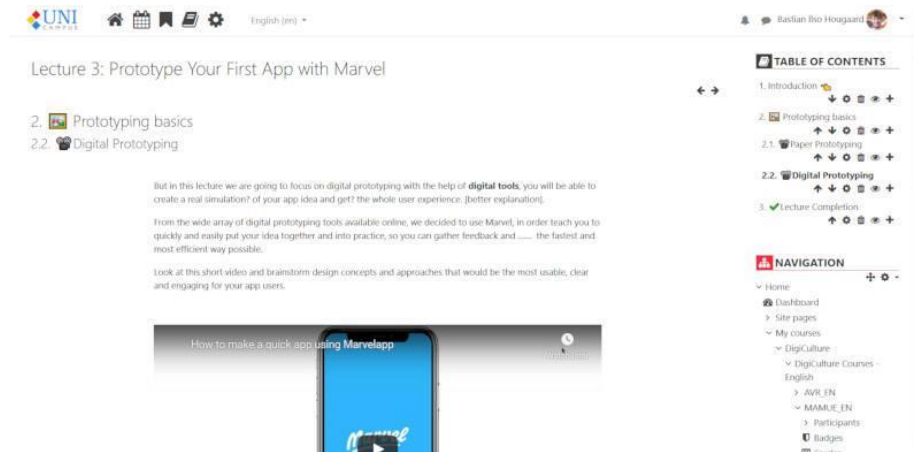 UNI
CAMPUS
English (en)
Bastian Ilso Hougaard
Lecture 3: Prototype Your First App with Marvel
2. Prototyping basics
2.2. Digital Prototyping
But in this lecture we are going to focus on digital prototyping with the help of digital tools, you will be able to
create a real simulation? of your app idea and get? the whole user experience. [better explanation].
From the wide array of digital prototyping tools available online, we decided to use Marvel, in order teach you to
quickly and easily put your idea together and into practice, so you can gather feedback and ...... the fastest and
most efficient way possible.
Look at this short video and brainstorm design concepts and approaches that would be the most usable, clear
and engaging for your app users.
How to make a quick app using Marvelapp
Marvel
TABLE OF CONTENTS
1. Introduction
2. Prototyping basics
2.1. Paper Prototyping
2.2. Digital Prototyping
3. Lecture Completion
NAVIGATION
Home
Dashboard
Site pages
My courses
DigiCulture
DigiCulture Courses -
English
AVR_EN
MAMUE_EN
Participants
Badges